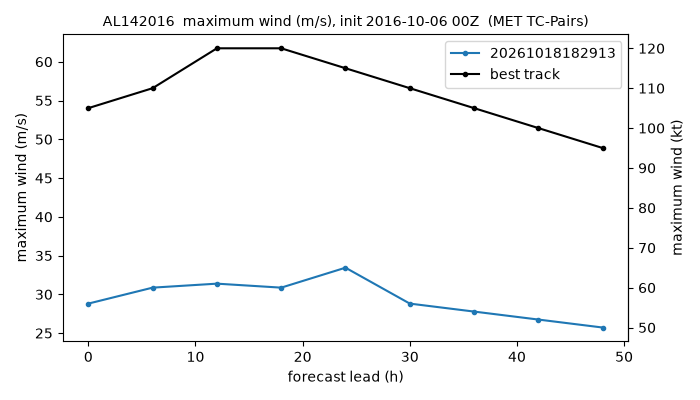 AL142016  maximum wind (m/s), init 2016-10-06 00Z  (MET TC-Pairs)
20261018182913
best track
maximum wind (m/s)
60
55
50
45
40
35
30
25
120
110
100
90
80
70
60
50
maximum wind (kt)
0 10 20 30 40 50
forecast lead (h)